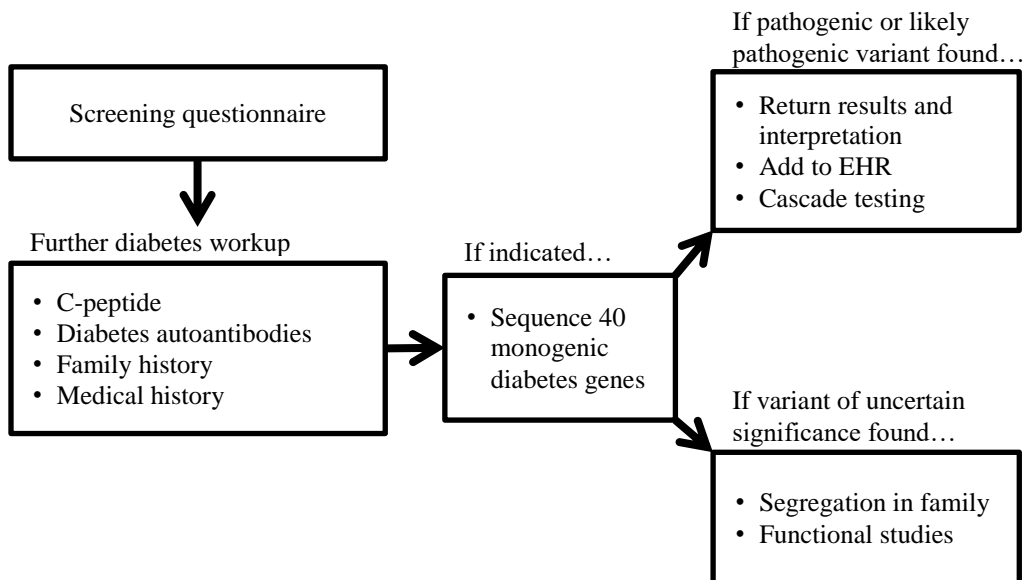 Screening questionnaire
Further diabetes workup
• C-peptide
• Diabetes autoantibodies
• Family history
• Medical history
If indicated…
• Sequence 40
monogenic
diabetes genes
If pathogenic or likely
pathogenic variant found…
• Return results and
interpretation
• Add to EHR
• Cascade testing
If variant of uncertain
significance found…
• Segregation in family
• Functional studies